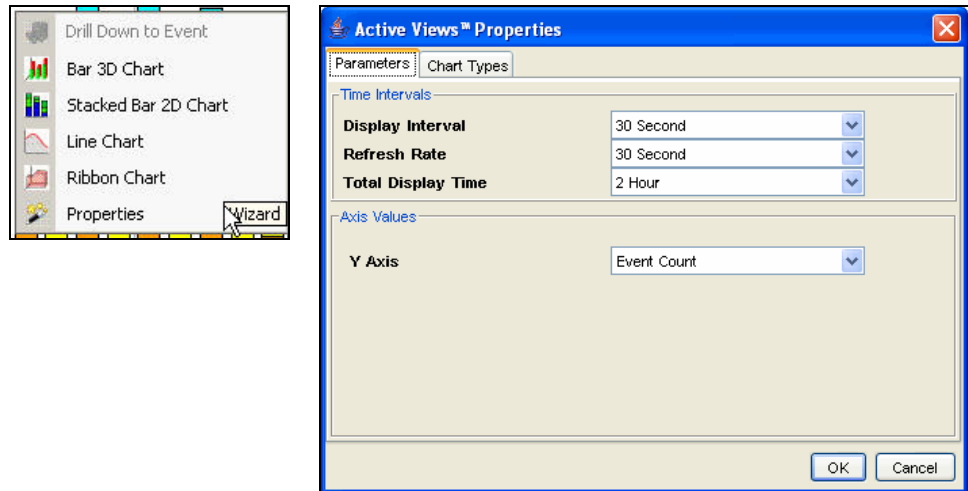 Drill Down to Event
Bar 3D Chart
Stacked Bar 2D Chart
Line Chart
Ribbon Chart
Properties
Wizard
Active Views™ Properties
Parameters
Chart Types
Time Intervals
Display Interval 30 Second
Refresh Rate 30 Second
Total Display Time 2 Hour
Axis Values
Y Axis Event Count
OK Cancel